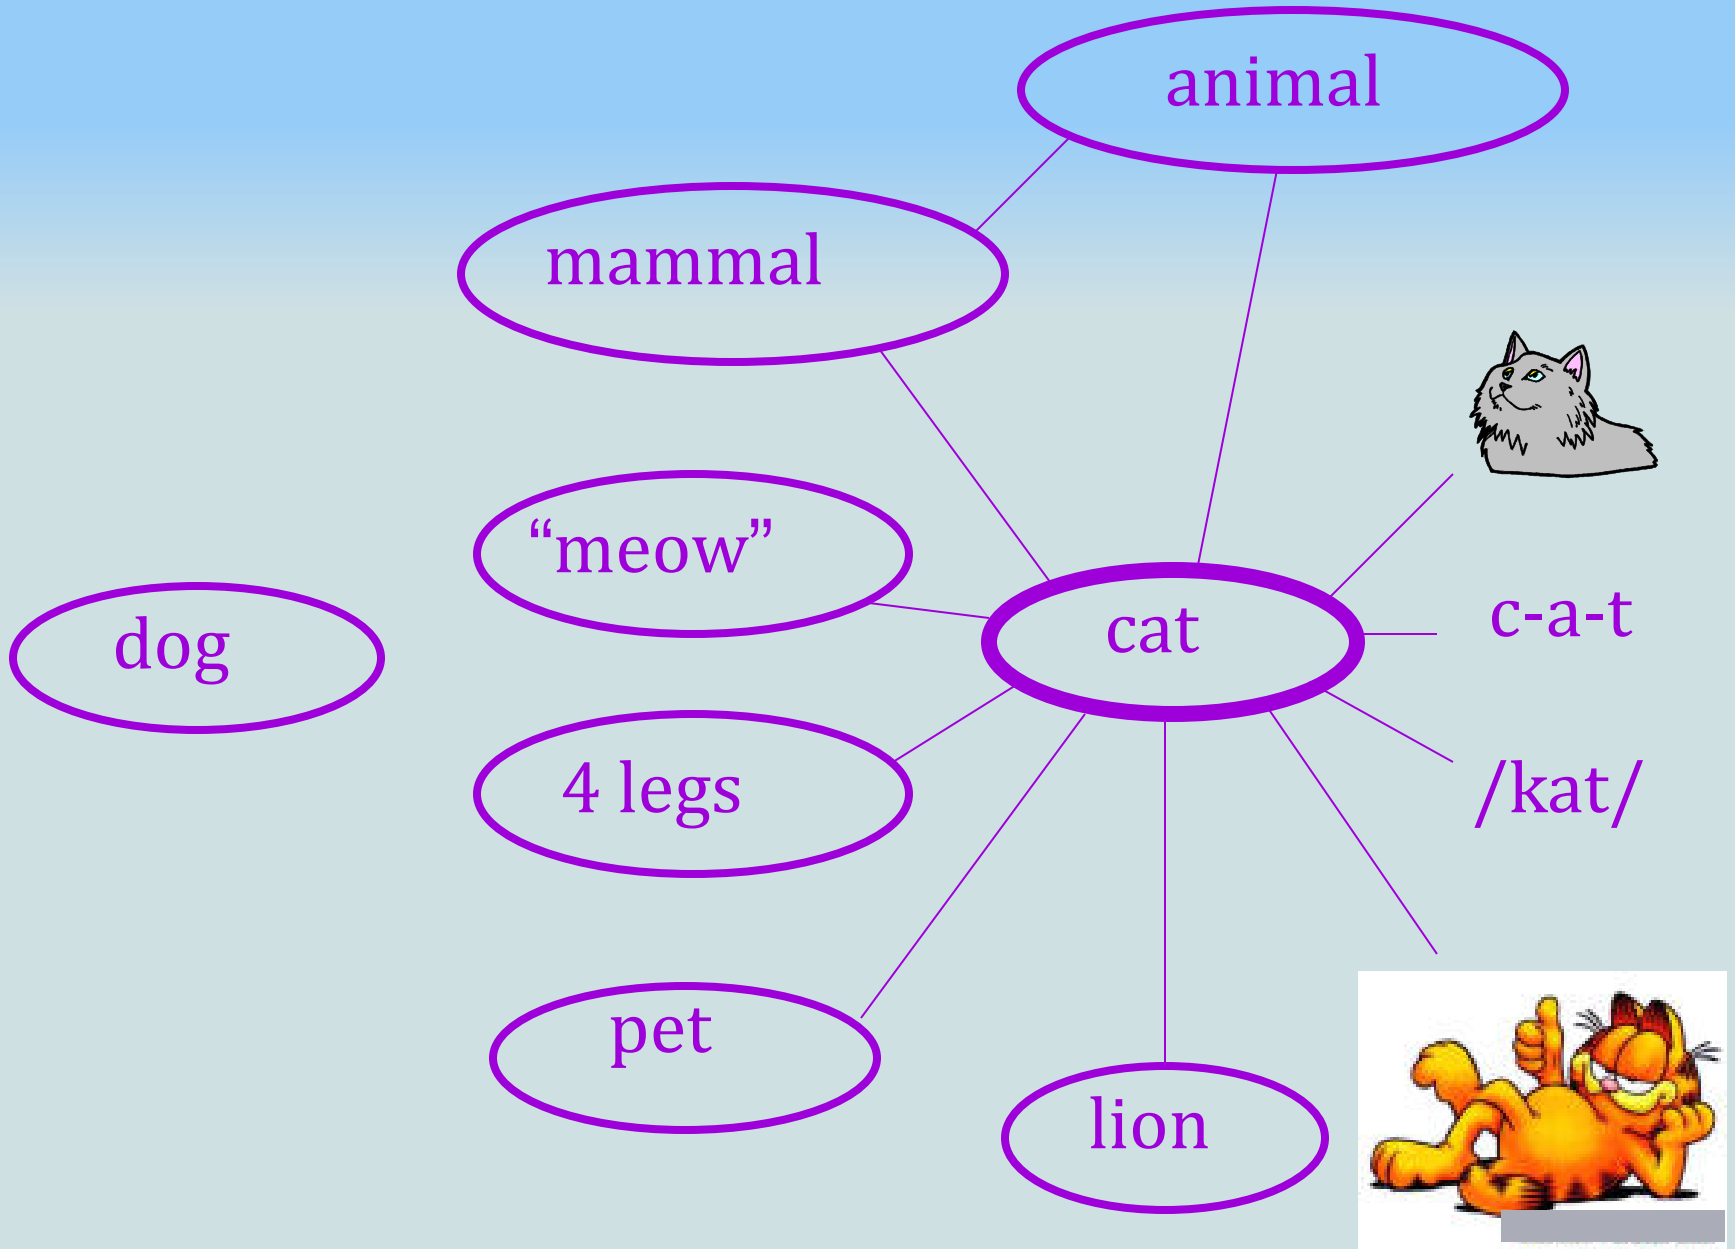 animal
mammal
“meow”
cat
c-a-t
dog
4 legs
/kat/
pet
lion